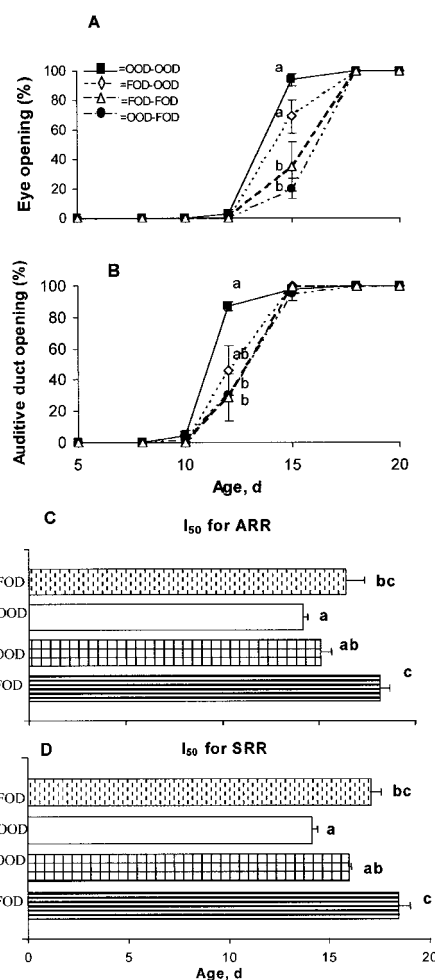 A
=OOD-OOD
=FOD-OOD
=FOD-FOD
=OOD-FOD
Eye opening (%)
100
80
60
40
20
0
a
a
b
b
B
Auditive duct opening (%)
100
80
60
40
20
0
a
ab
b
b
5 10 15 20
Age, d
C
I50 for ARR
FOD bc
OOD a
OOD ab
FOD c
D
I50 for SRR
FOD bc
OOD a
OOD ab
FOD c
0 5 10 15 20
Age, d